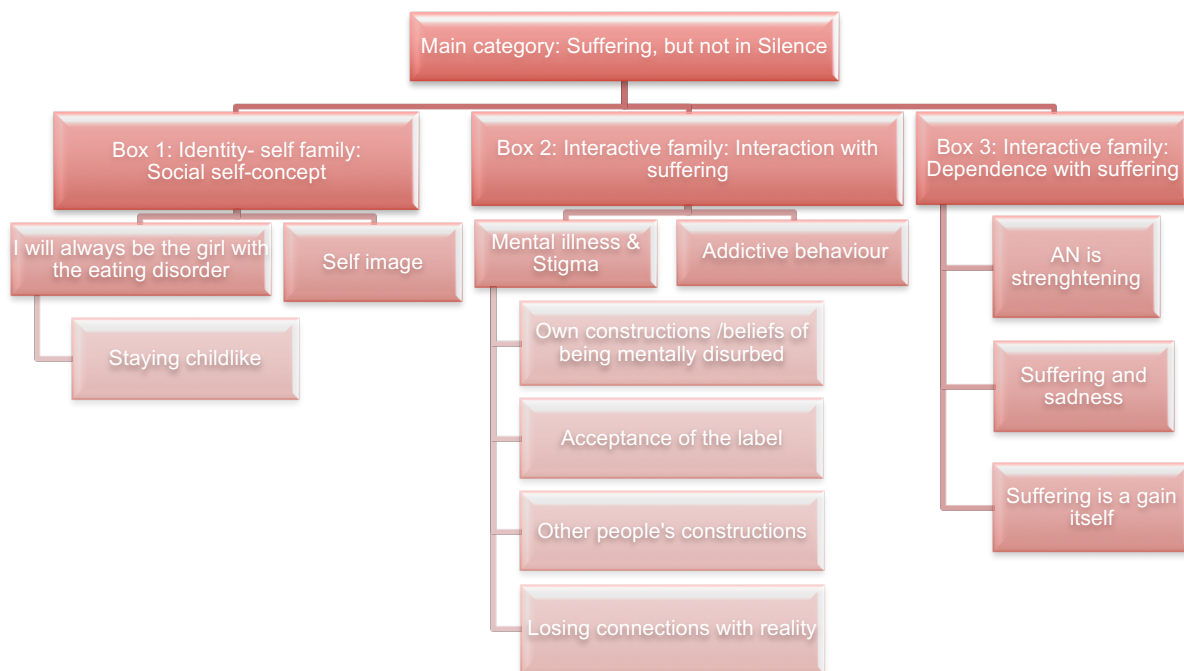 Main category: Suffering, but not in Silence
Box 1: Identity- self family:
Social self-concept
I will always be the girl with
the eating disorder
Self image
Staying childlike
Box 2: Interactive family: Interaction with
suffering
Mental illness &
Stigma
Addictive behaviour
Own constructions /beliefs of
being mentally disurbed
Acceptance of the label
Other people's constructions
Losing connections with reality
Box 3: Interactive family:
Dependence with suffering
AN is
strenghtening
Suffering and
sadness
Suffering is a gain
itself